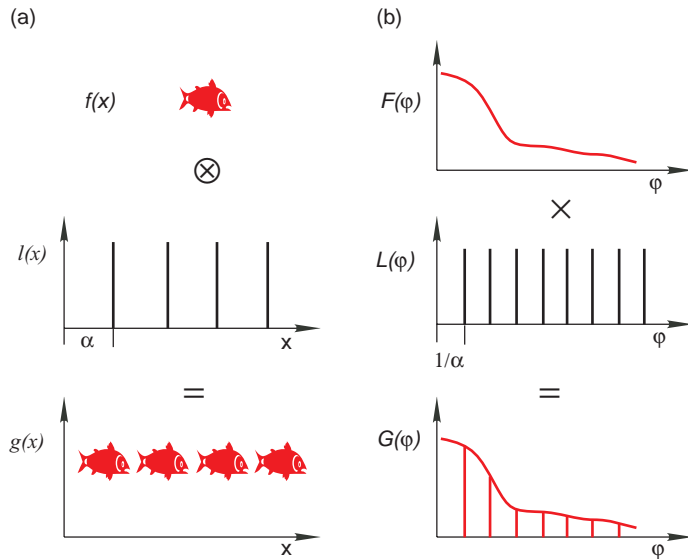 (a)
f(x)
⊗
l(x)
α
x
=
g(x)
x
(b)
F(φ)
φ
×
L(φ)
1/α
φ
=
G(φ)
φ